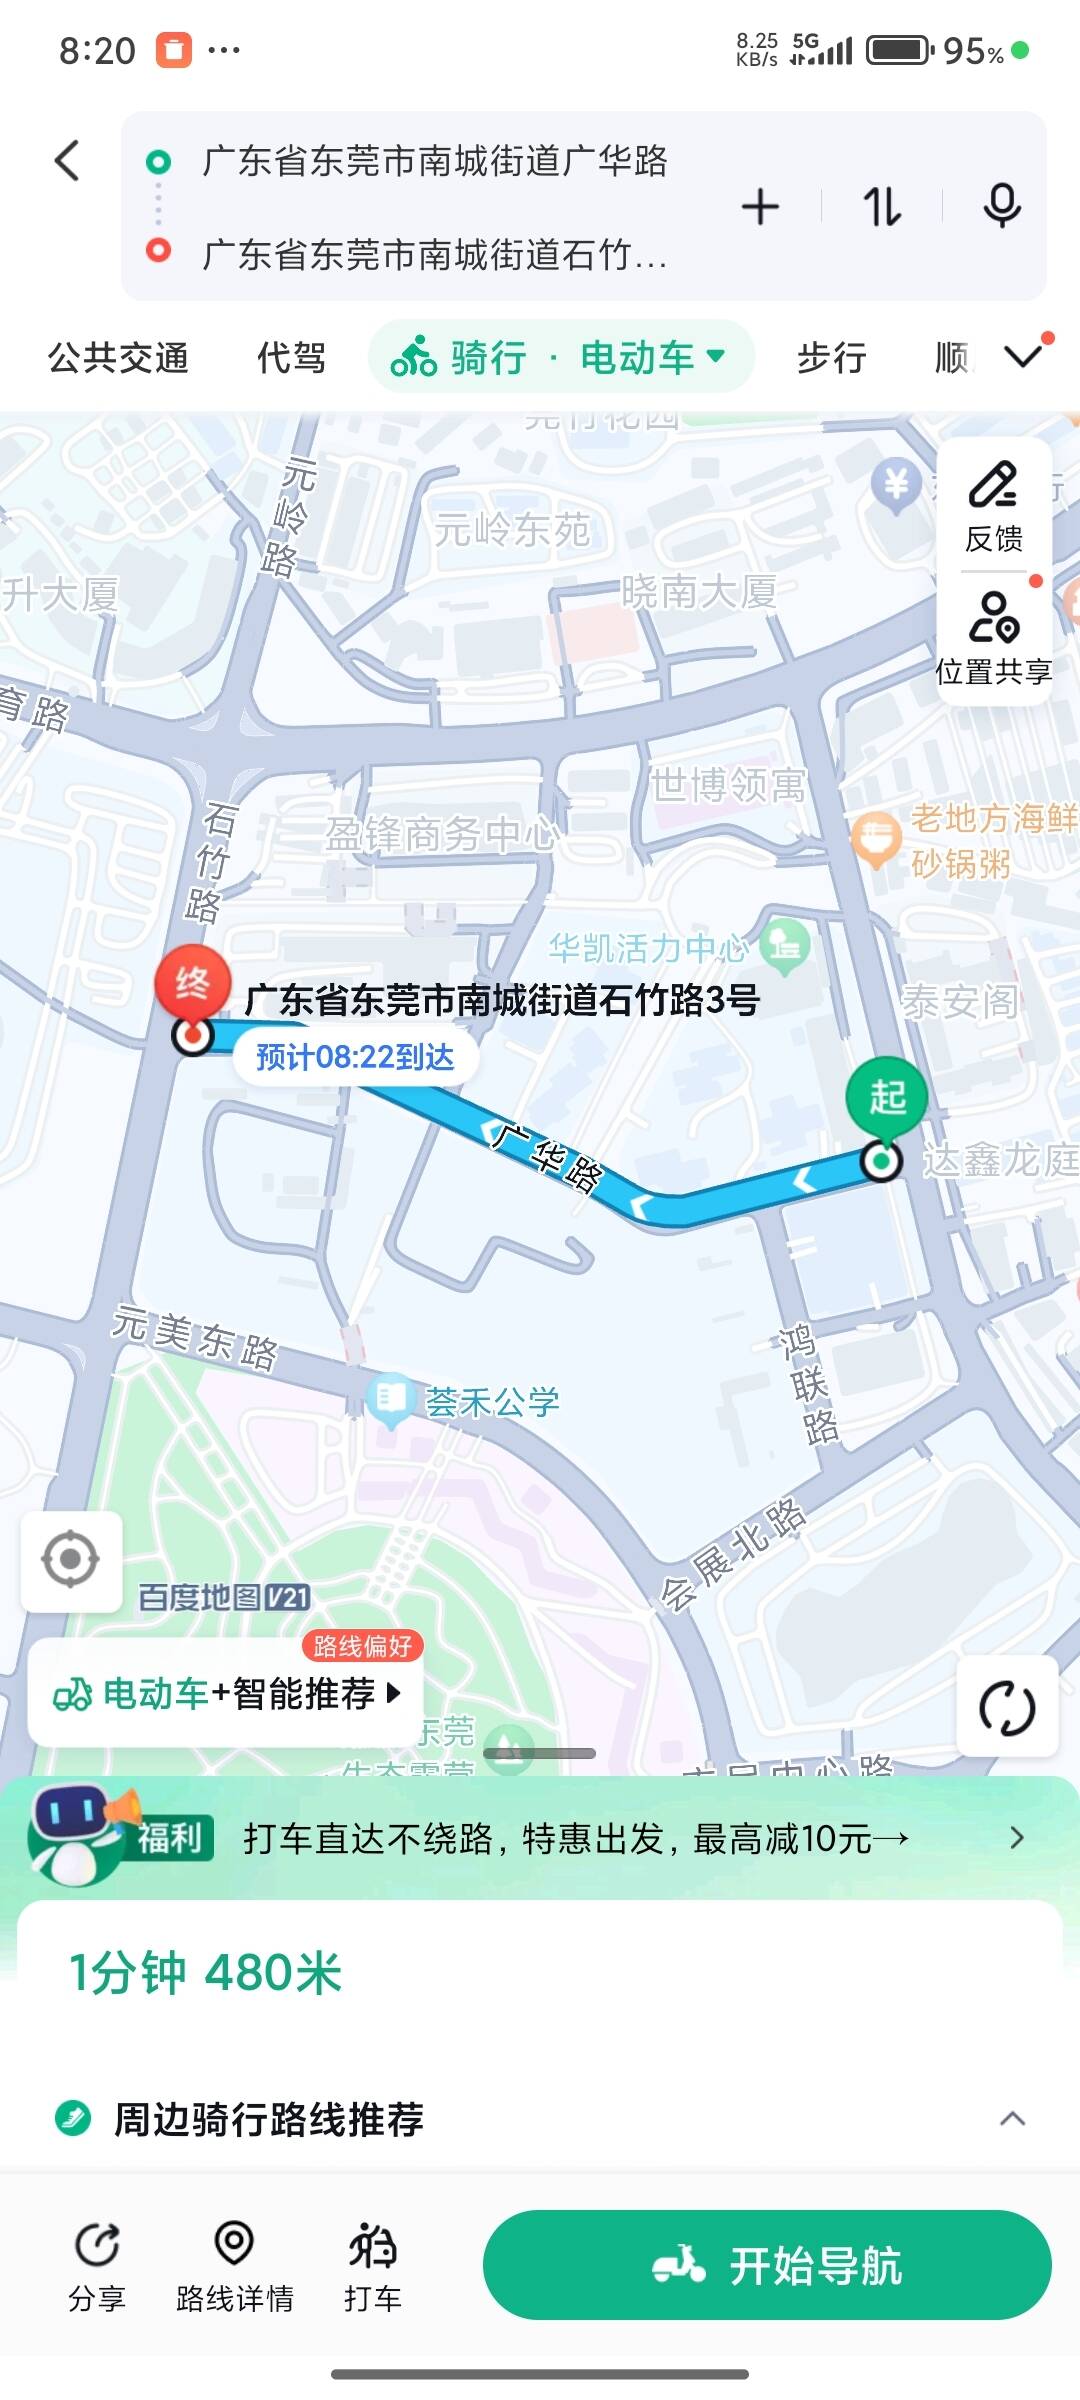 8:20
8.25
KB/s
5G
95%
广东省东莞市南城街道广华路
广东省东莞市南城街道石竹...
公共交通
代驾
骑行 · 电动车
步行
顺
元岭路
元岭东苑
反馈
升大厦
晓南大厦
位置共享
育路
世博领寓
石竹路
盈锋商务中心
老地方海鲜
砂锅粥
华凯活力中心
终
广东省东莞市南城街道石竹路3号
泰安阁
预计08:22到达
起
广华路
达鑫龙庭
元美东路
鸿联路
荟禾公学
会展北路
百度地图V21
路线偏好
电动车+智能推荐
东莞
福利
打车直达不绕路，特惠出发，最高减10元→
1分钟 480米
周边骑行路线推荐
分享
路线详情
打车
开始导航